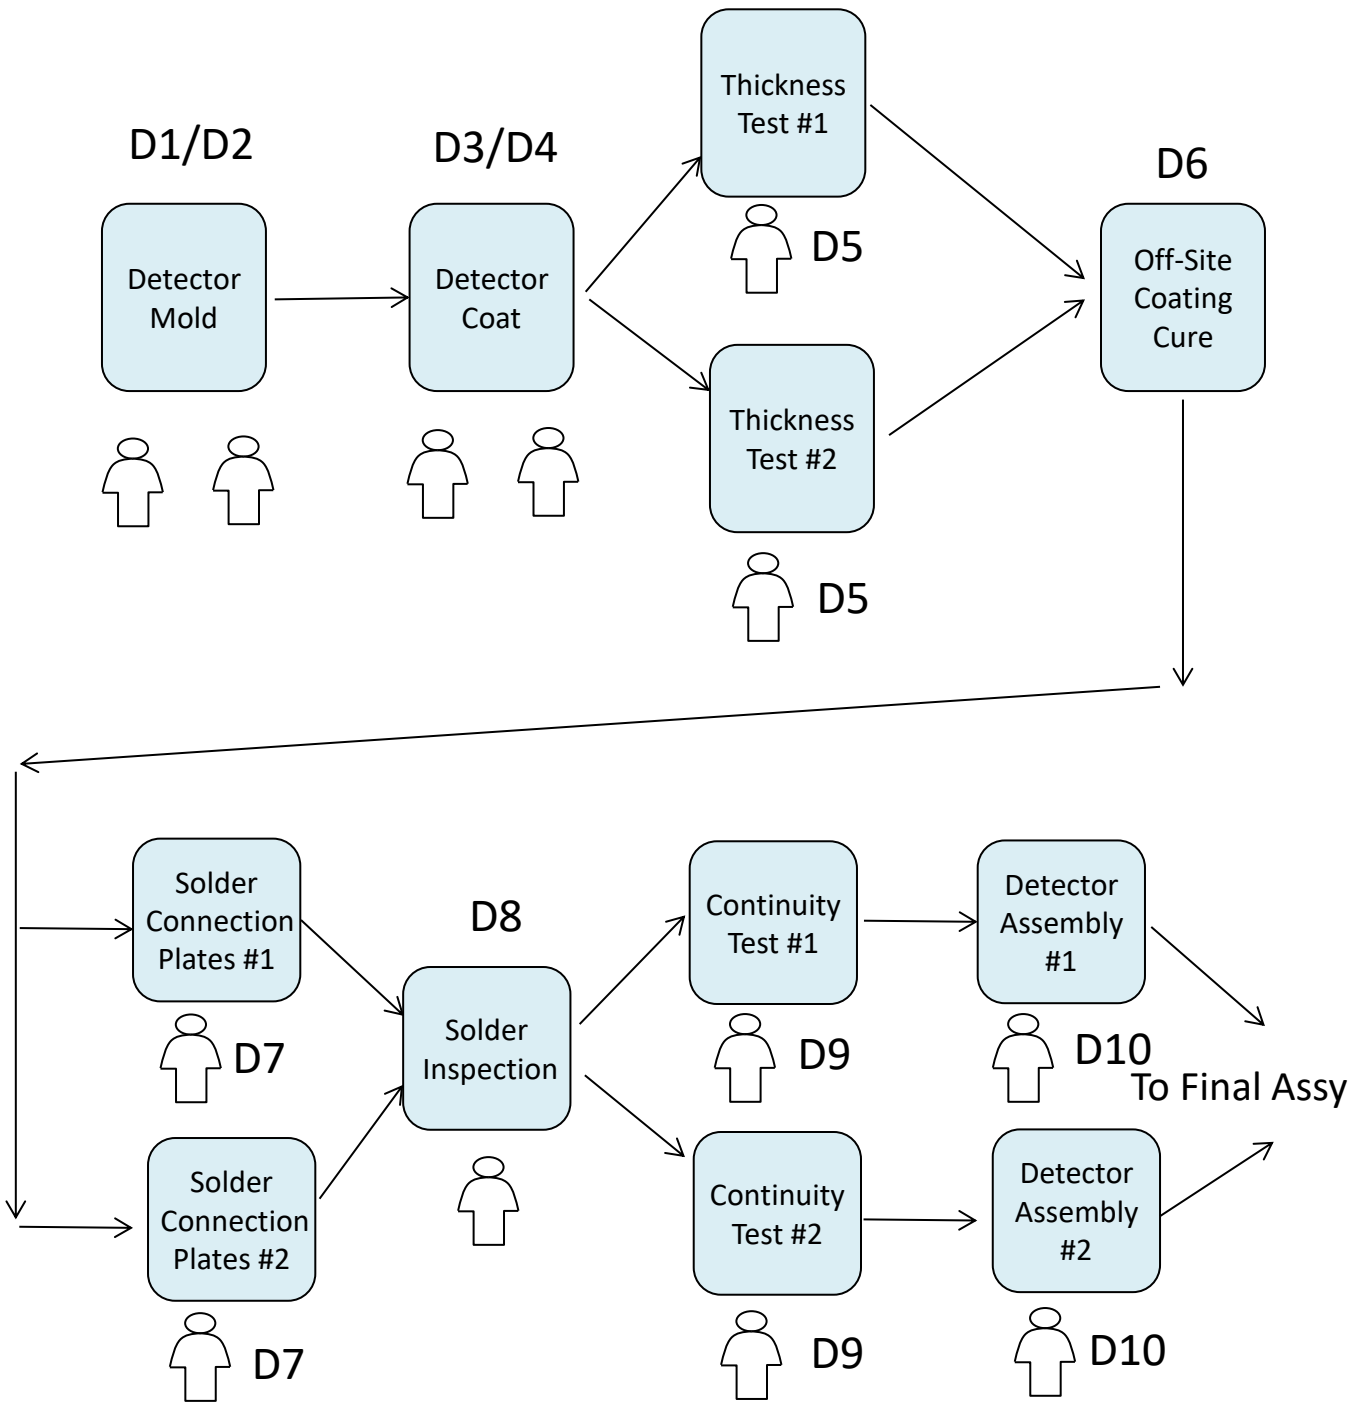 D1/D2
Detector
Mold
D3/D4
Detector
Coat
Thickness
Test #1
D5
Thickness
Test #2
D5
D6
Off-Site
Coating
Cure
Solder
Connection
Plates #1
D7
Solder
Connection
Plates #2
D7
D8
Solder
Inspection
Continuity
Test #1
D9
Continuity
Test #2
D9
Detector
Assembly
#1
D10
Detector
Assembly
#2
D10
To Final Assy